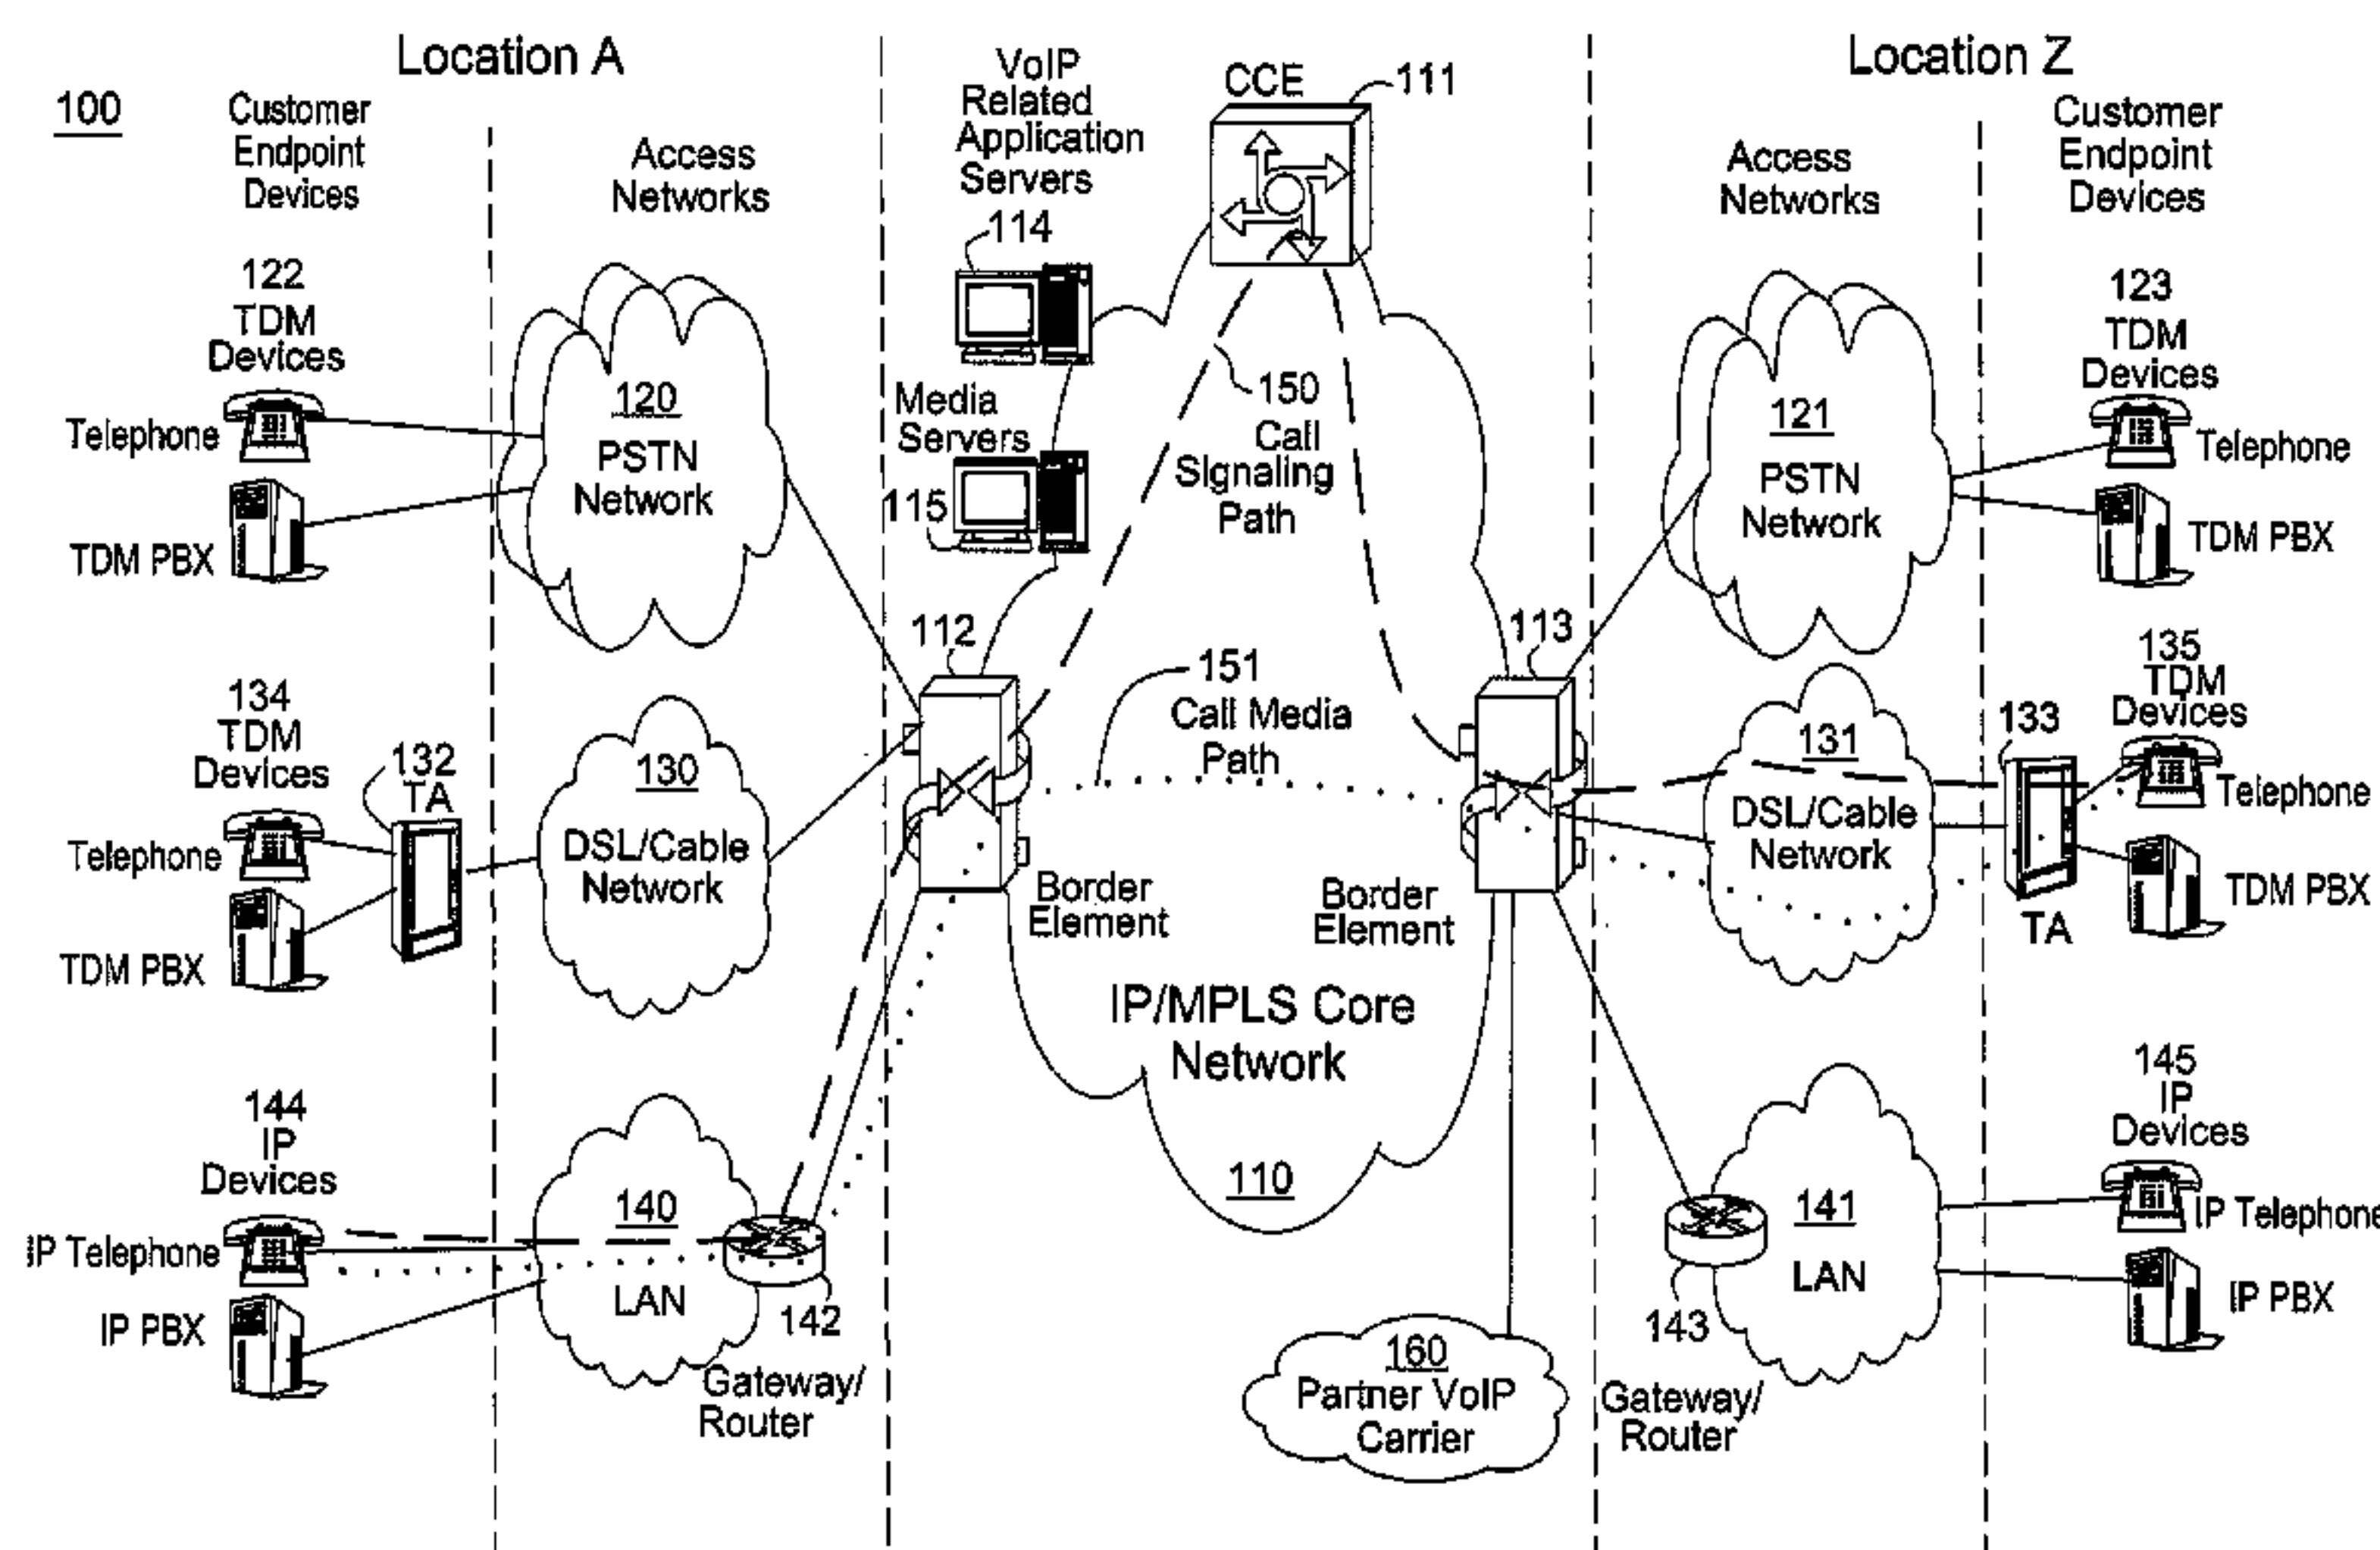 Location A
Location Z
100
Customer
Endpoint
Devices
Access
Networks
VoIP
Related
Application
Servers
114
CCE
111
Access
Networks
Customer
Endpoint
Devices
122
TDM
Devices
Telephone
TDM PBX
120
PSTN
Network
Media
Servers
115
150
Call
Signaling
Path
121
PSTN
Network
123
TDM
Devices
Telephone
TDM PBX
112
113
151
Call Media
Path
134
TDM
Devices
132
TA
Telephone
TDM PBX
130
DSL/Cable
Network
Border
Element
Border
Element
131
DSL/Cable
Network
133
TA
135
TDM
Devices
Telephone
TDM PBX
IP/MPLS Core
Network
110
144
IP
Devices
IP Telephone
IP PBX
140
LAN
142
Gateway/
Router
160
Partner VoIP
Carrier
143
Gateway/
Router
141
LAN
145
IP
Devices
IP Telephone
IP PBX